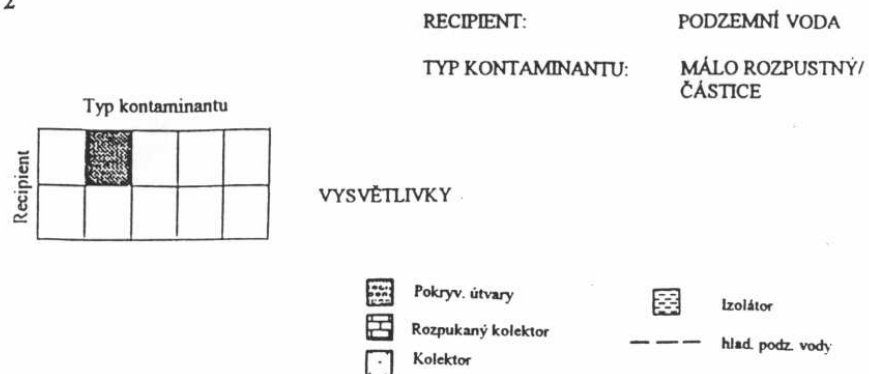 2
RECIPIENT: PODZEMNÍ VODA
TYP KONTAMINANTU: MÁLO ROZPUSTNÝ/
ČÁSTICE
Typ kontaminantu
Recipient
VYSVĚTLIVKY
Pokryv. útvary
Izolátor
Rozpukaný kolektor
hlad. podz. vody
Kolektor